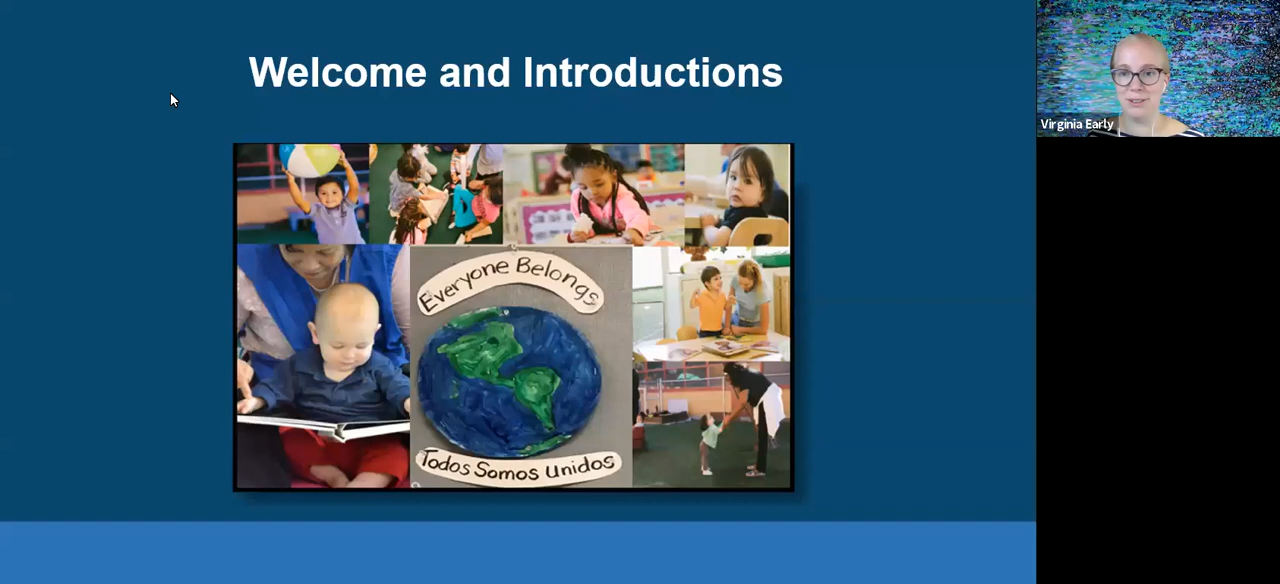 Welcome and Introductions
Virginia Early
Everyone Belongs
Todos Somos Unidos